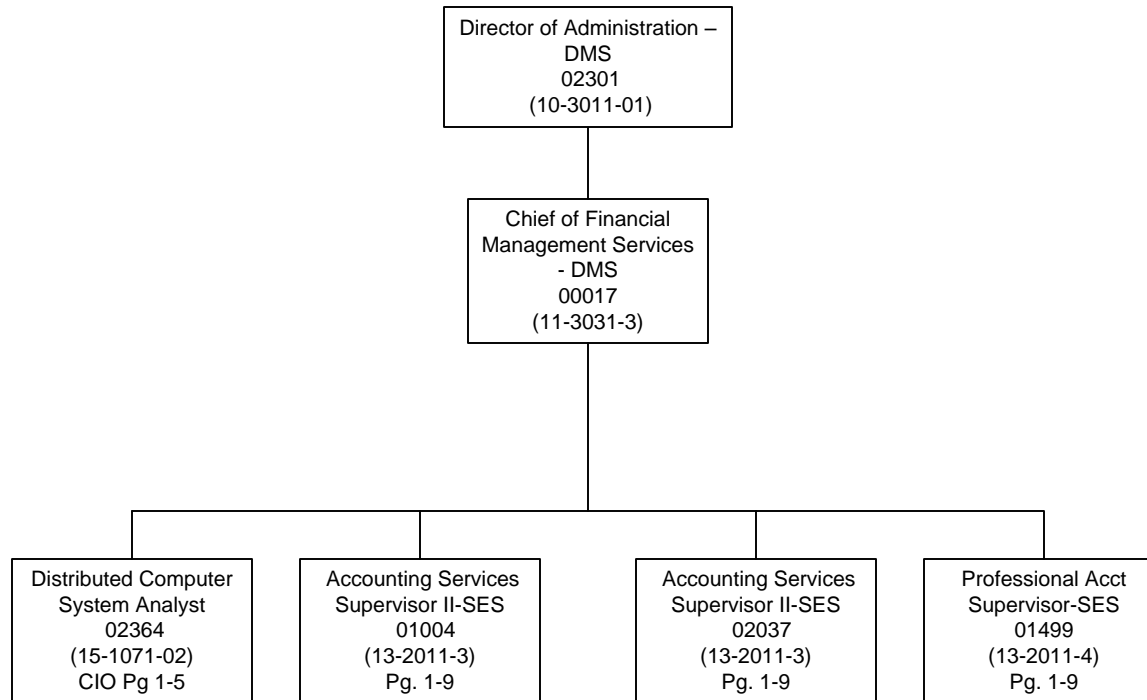 Director of Administration –
DMS
02301
(10-3011-01)
Chief of Financial
Management Services
- DMS
00017
(11-3031-3)
Distributed Computer
System Analyst
02364
(15-1071-02)
CIO Pg 1-5
Accounting Services
Supervisor II-SES
01004
(13-2011-3)
Pg. 1-9
Accounting Services
Supervisor II-SES
02037
(13-2011-3)
Pg. 1-9
Professional Acct
Supervisor-SES
01499
(13-2011-4)
Pg. 1-9